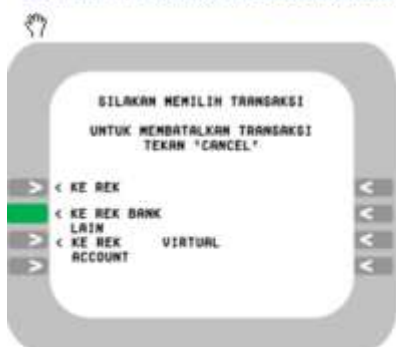 SILAKAN MEMILIH TRANSAKSI
UNTUK MEMBATALKAN TRANSAKSI
TEKAN "CANCEL"
< KE REK
< KE REK BANK
LAIN
< KE REK VIRTUAL
ACCOUNT